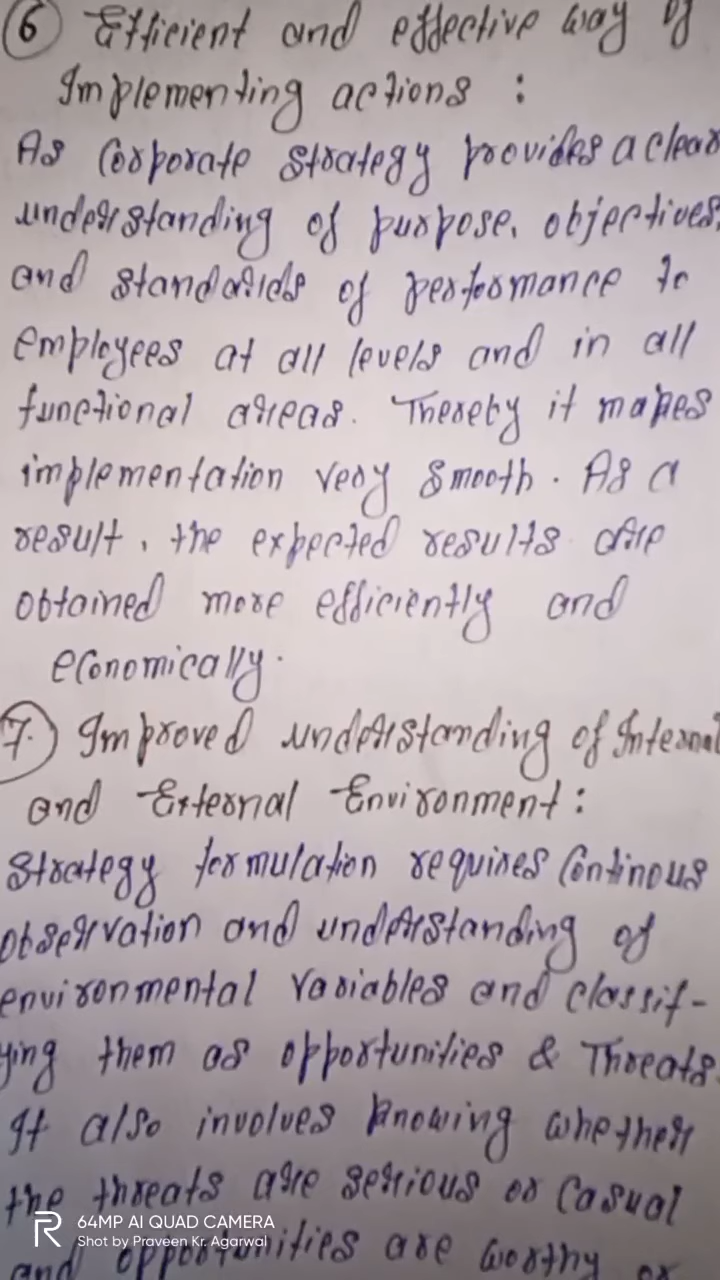 6 Efficient and effective way of
Implementing actions :
As Corporate Strategy provides a clear
understanding of purpose, objectives,
and standards of performance to
employees at all levels and in all
functional areas. Thereby it makes
implementation very smooth. As a
result, the expected results are
obtained more efficiently and
economically.
7. Improved understanding of Internal
and External Environment :
Strategy formulation requires Continous
observation and understanding of
environmental variables and classif-
ying them as opportunities & Threats.
It also involves knowing whether
the threats are serious or casual
and opportunities are worthy or
64MP AI QUAD CAMERA
Shot by Praveen Kr. Agarwal